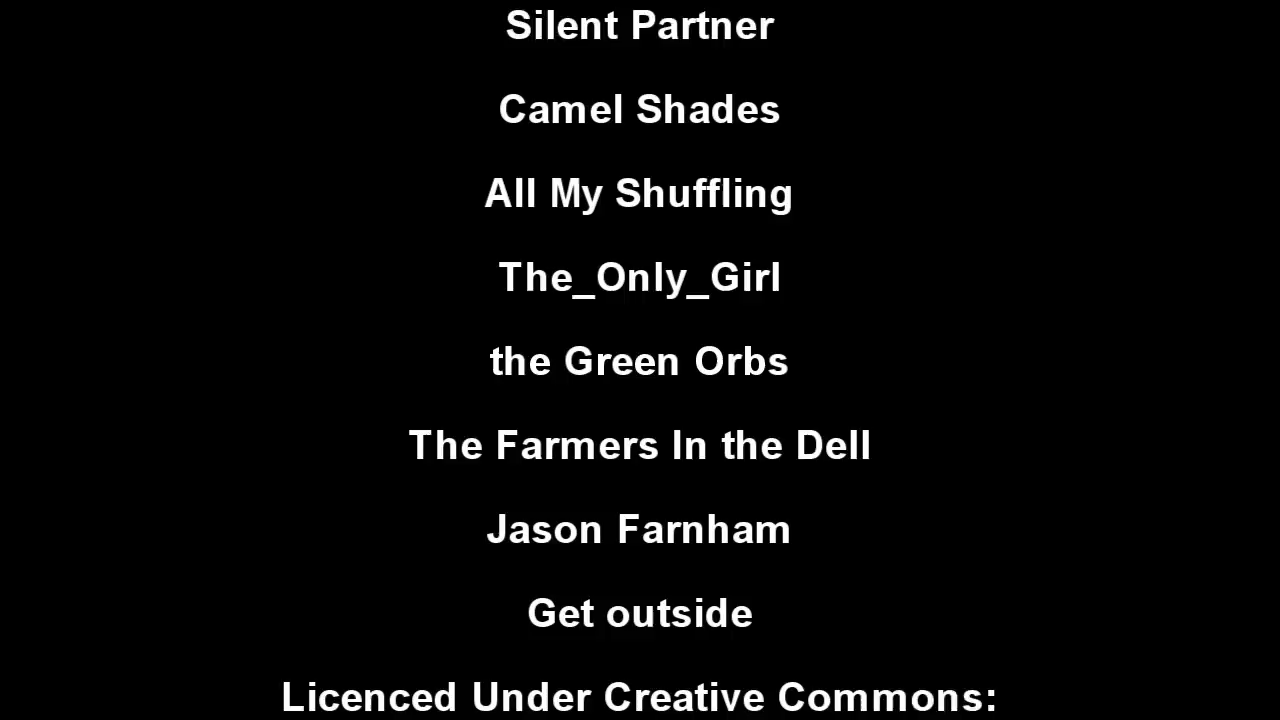 Silent Partner
Camel Shades
All My Shuffling
The_Only_Girl
the Green Orbs
The Farmers In the Dell
Jason Farnham
Get outside
Licenced Under Creative Commons: